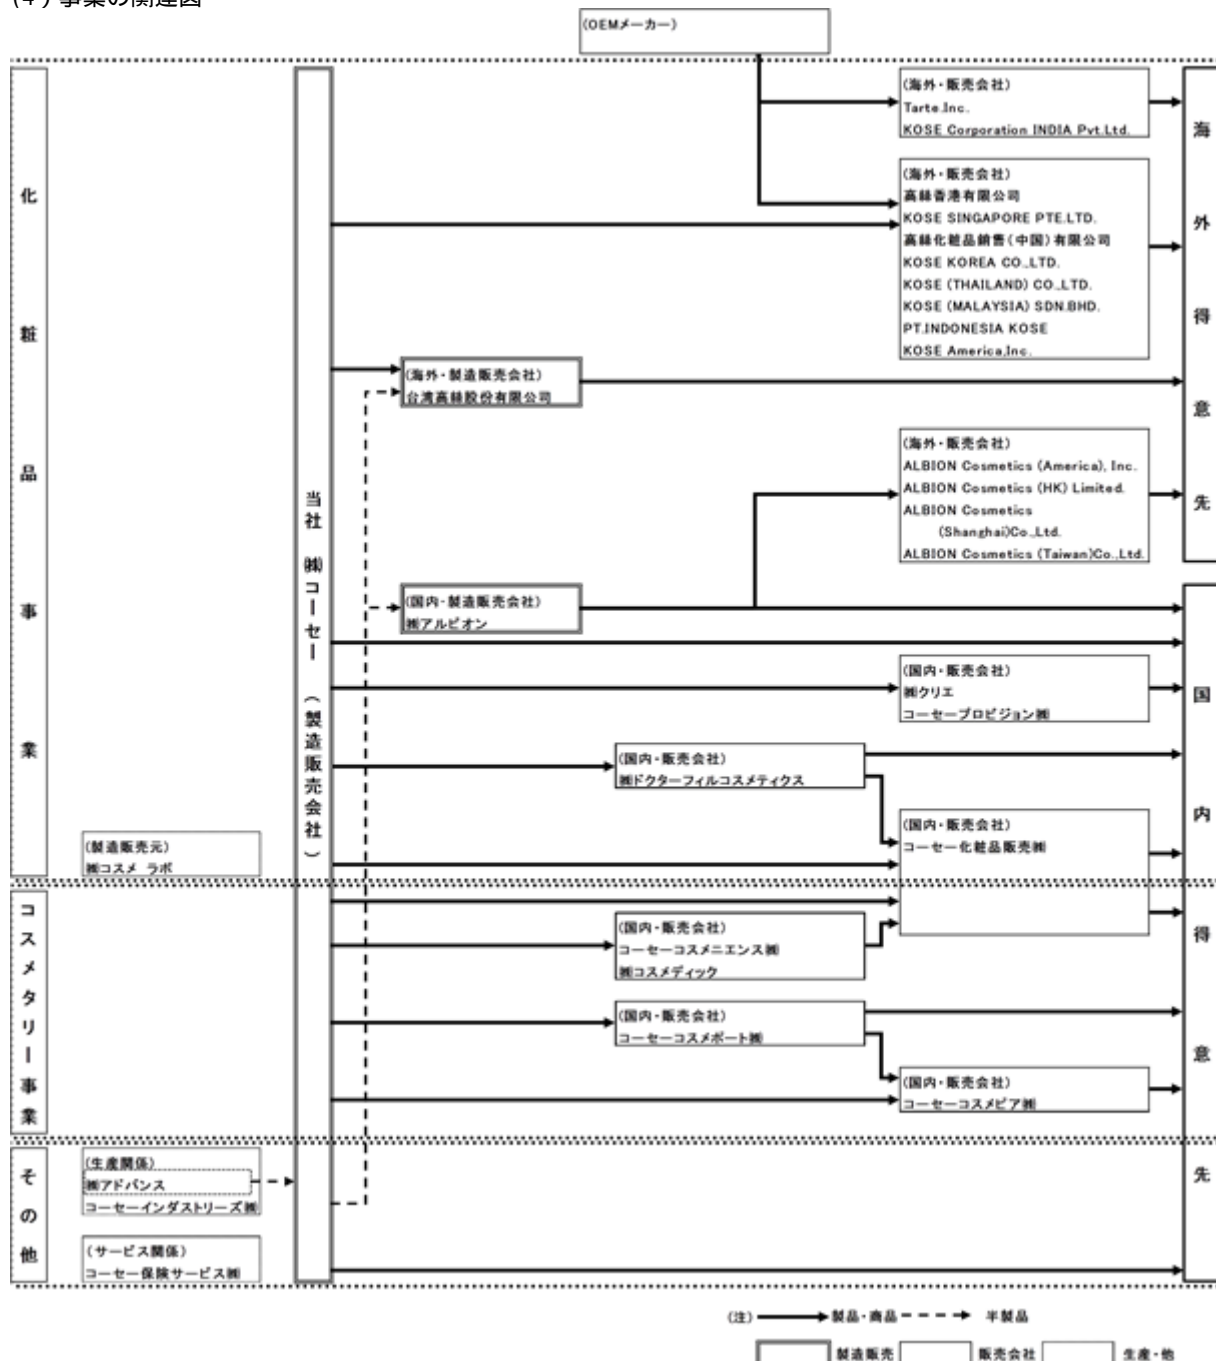 (4) 事業の関連図
(OEMメーカー)
化粧品事業
当社 ㈱コーセー (製造販売会社)
(海外・販売会社)
Tarte.Inc.
KOSE Corporation INDIA Pvt.Ltd.
(海外・販売会社)
高絲香港有限公司
KOSE SINGAPORE PTE.LTD.
高絲化粧品銷售(中国)有限公司
KOSE KOREA CO.,LTD.
KOSE (THAILAND) CO.,LTD.
KOSE (MALAYSIA) SDN.BHD.
PT.INDONESIA KOSE
KOSE America,Inc.
海外得意先
(海外・製造販売会社)
台湾高絲股份有限公司
(海外・販売会社)
ALBION Cosmetics (America), Inc.
ALBION Cosmetics (HK) Limited.
ALBION Cosmetics
(Shanghai)Co.,Ltd.
ALBION Cosmetics (Taiwan)Co.,Ltd.
(国内・製造販売会社)
㈱アルビオン
(国内・販売会社)
㈱クリエ
コーセープロビジョン㈱
国内得意先
(国内・販売会社)
㈱ドクターフィルコスメティクス
(国内・販売会社)
コーセー化粧品販売㈱
(製造販売元)
㈱コスメ ラボ
コスメタリー事業
(国内・販売会社)
コーセーコスメニエンス㈱
㈱コスメディック
(国内・販売会社)
コーセーコスメポート㈱
(国内・販売会社)
コーセーコスメピア㈱
その他
(生産関係)
㈱アドバンス
コーセーインダストリーズ㈱
(サービス関係)
コーセー保険サービス㈱
(注) 製品・商品 半製品
製造販売 販売会社 生産・他